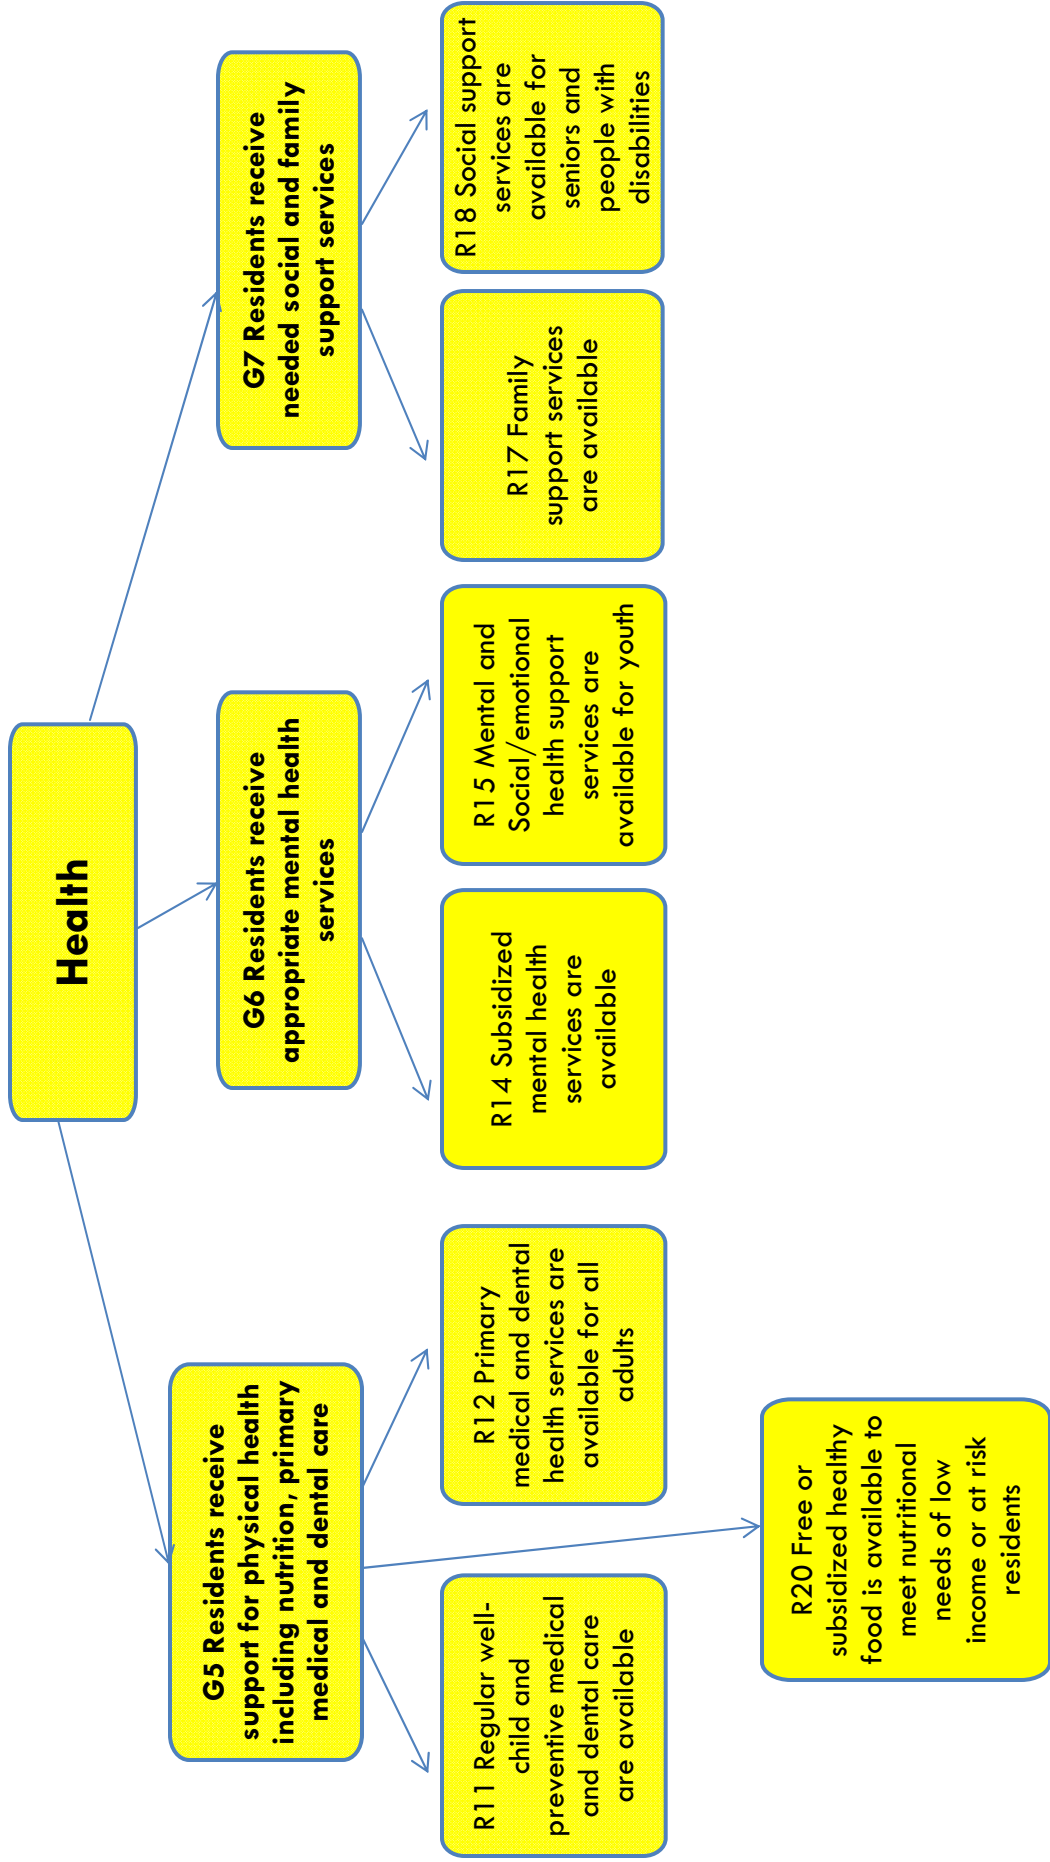 Health
G5 Residents receive
support for physical health
including nutrition, primary
medical and dental care
G6 Residents receive
appropriate mental health
services
G7 Residents receive
needed social and family
support services
R11 Regular well-
child and
preventive medical
and dental care
are available
R12 Primary
medical and dental
health services are
available for all
adults
R14 Subsidized
mental health
services are
available
R15 Mental and
Social/emotional
health support
services are
available for youth
R17 Family
support services
are available
R18 Social support
services are
available for
seniors and
people with
disabilities
R20 Free or
subsidized healthy
food is available to
meet nutritional
needs of low
income or at risk
residents